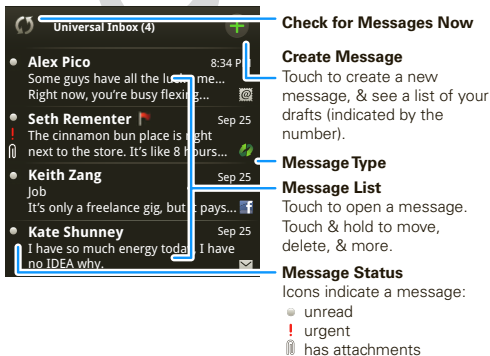 Universal Inbox (4)
Alex Pico 8:34 PM
Some guys have all the luck, me...
Right now, you're busy flexing...
Seth Rementer Sep 25
The cinnamon bun place is right
next to the store. It's like 8 hours...
Keith Zang Sep 25
Job
It's only a freelance gig, but it pays...
Kate Shunney Sep 25
I have so much energy today. I have
no IDEA why.
Check for Messages Now
Create Message
Touch to create a new
message, & see a list of your
drafts (indicated by the
number).
Message Type
Message List
Touch to open a message.
Touch & hold to move,
delete, & more.
Message Status
Icons indicate a message:
unread
! urgent
has attachments